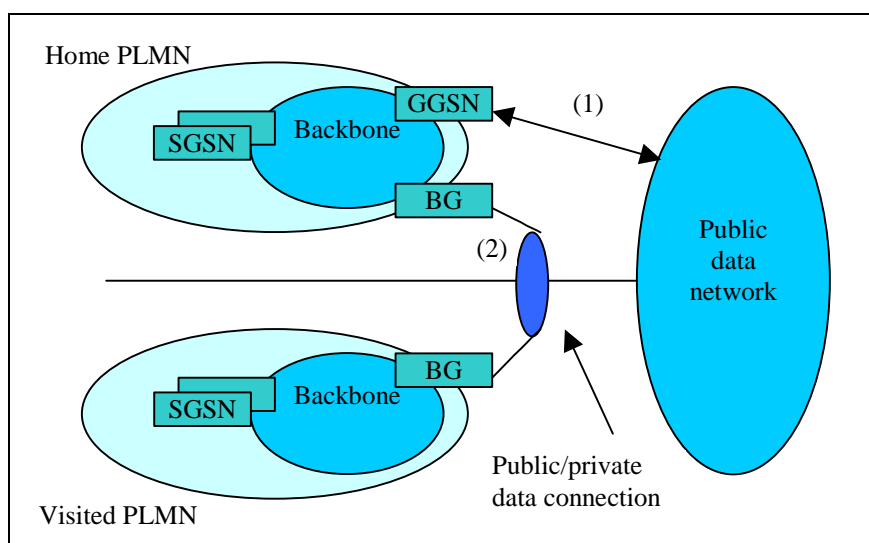 Home PLMN
GGSN
(1)
Backbone
SGSN
BG
Public
data
network
(2)
BG
SGSN
Backbone
Public/private
data connection
Visited PLMN